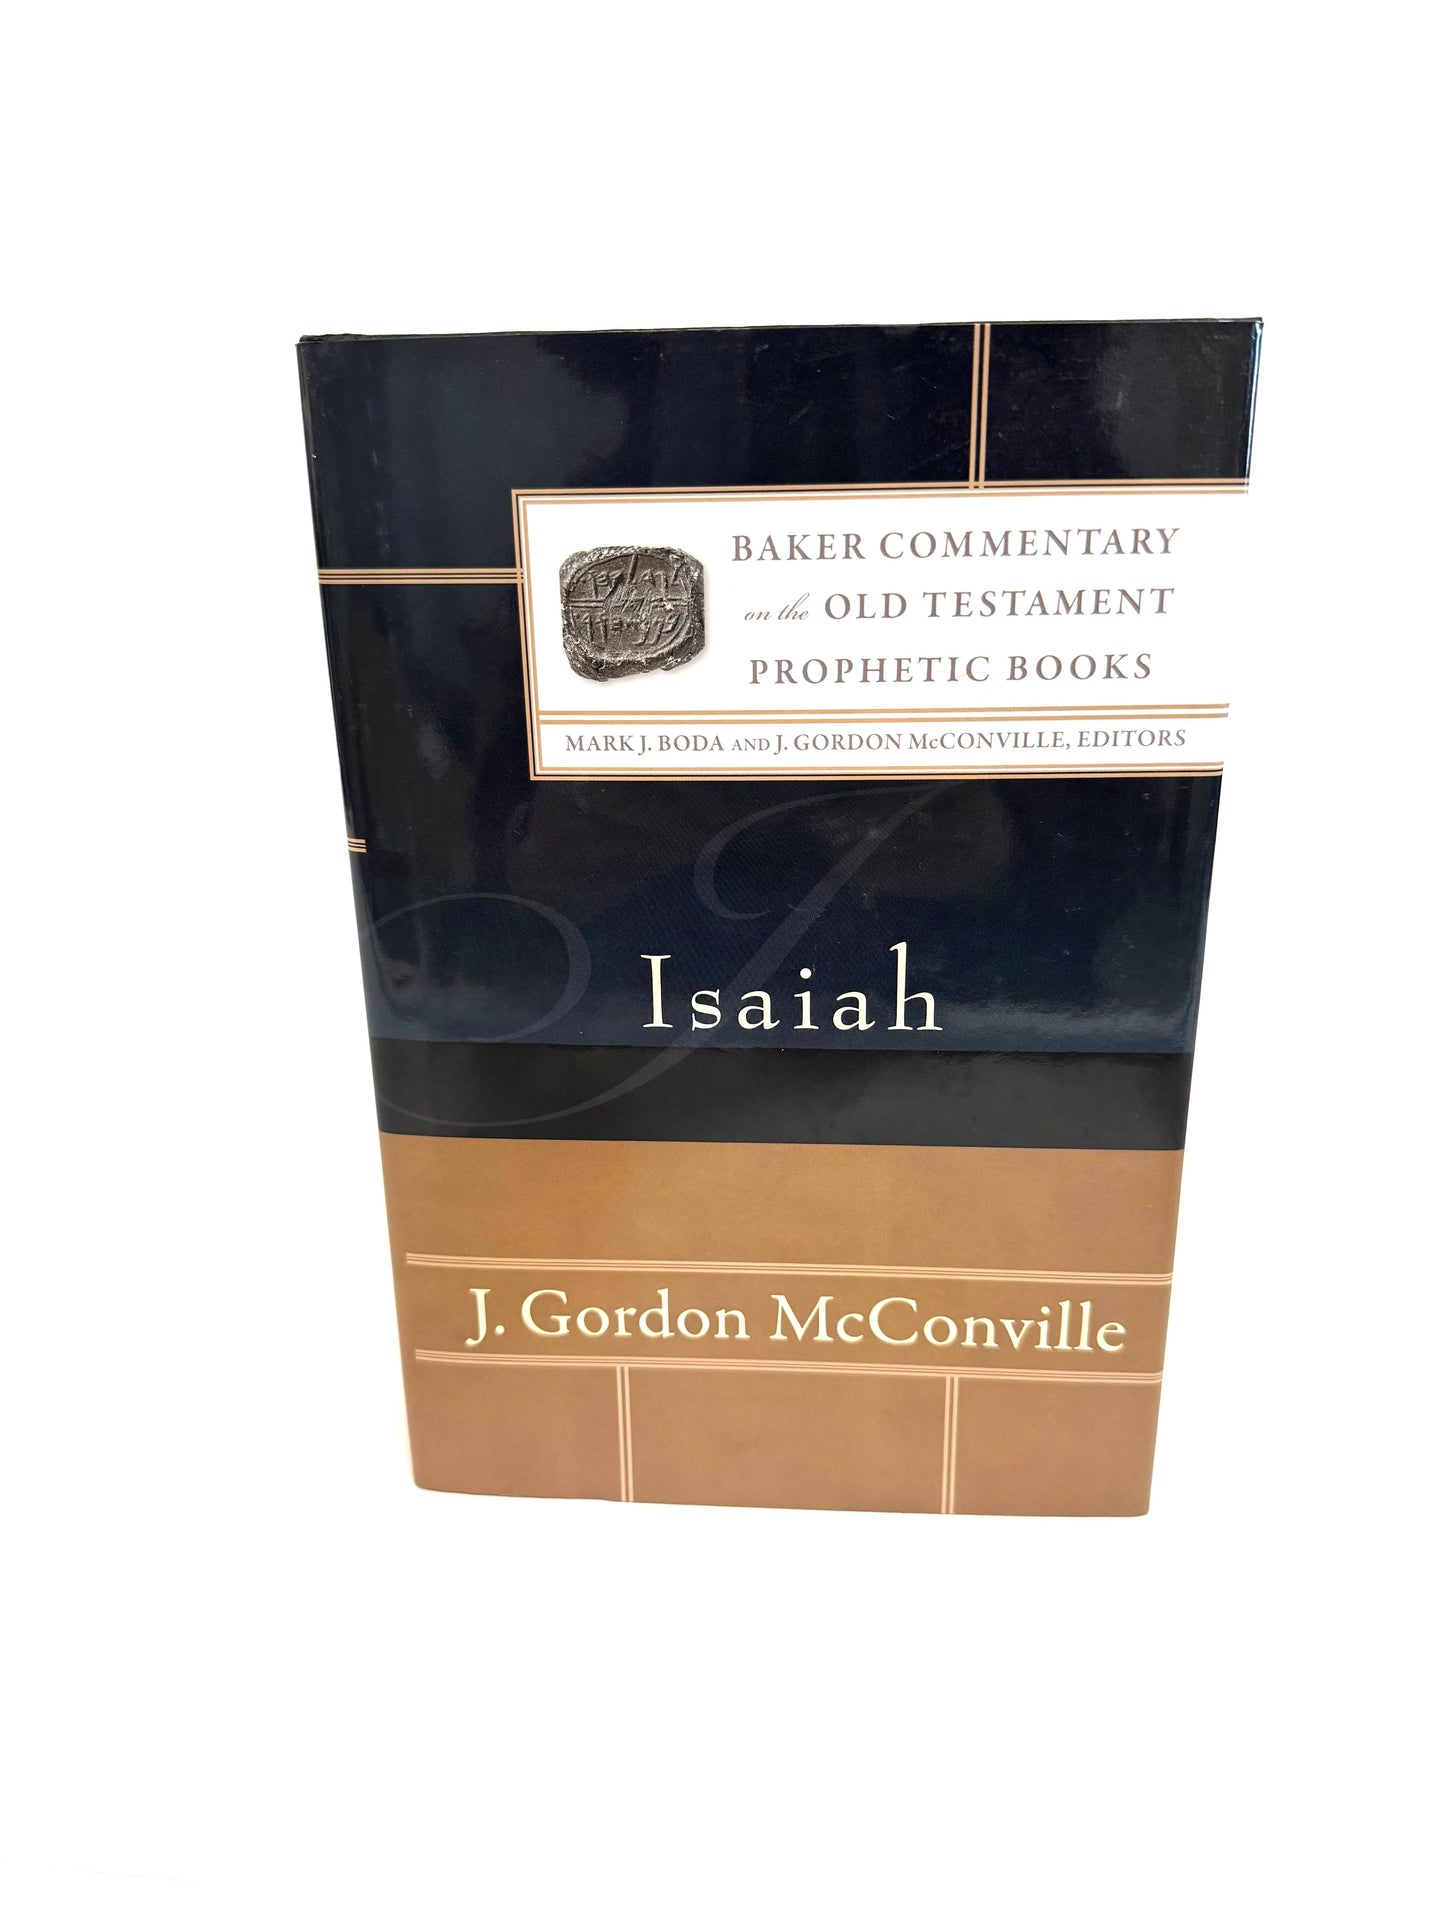 BAKER COMMENTARY
on the OLD TESTAMENT
PROPHETIC BOOKS
MARK J. BODA AND J. GORDON McCONVILLE, EDITORS
Isaiah
J. Gordon McConville